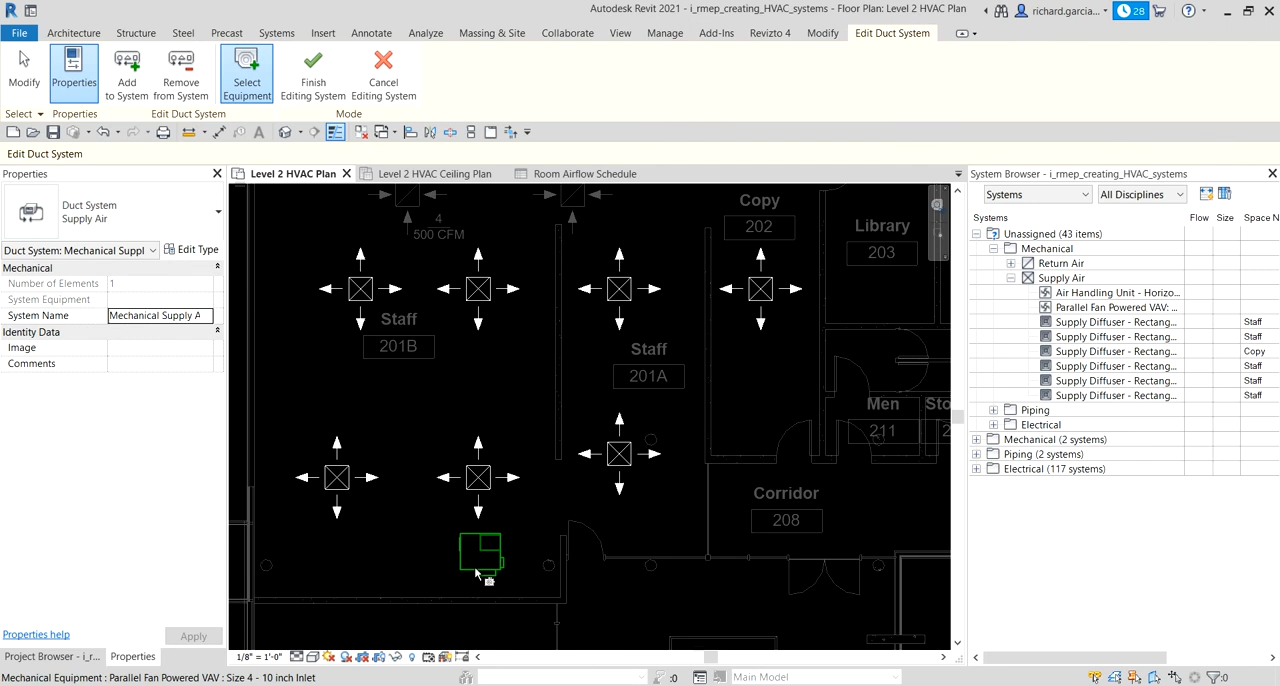 Autodesk Revit 2021 - i_rmep_creating_HVAC_systems - Floor Plan: Level 2 HVAC Plan
richard.garcia...
28
File Architecture Structure Steel Precast Systems Insert Annotate Analyze Massing & Site Collaborate View Manage Add-Ins Revizto 4 Modify Edit Duct System
Modify Properties Add to System Remove from System Select Equipment Finish Editing System Cancel Editing System
Select Properties Edit Duct System Mode
Edit Duct System
Properties
Duct System
Supply Air
Duct System: Mechanical Suppl
Edit Type
Mechanical
Number of Elements 1
System Equipment
System Name Mechanical Supply A
Identity Data
Image
Comments
Properties help
Apply
Project Browser - i_r...
Properties
Level 2 HVAC Plan
Level 2 HVAC Ceiling Plan
Room Airflow Schedule
4
500 CFM
Copy
202
Library
203
Staff
201B
Staff
201A
Men
211
Sto
2
Corridor
208
1/8" = 1'-0"
System Browser - i_rmep_creating_HVAC_systems
Systems
All Disciplines
Systems Flow Size Space N
Unassigned (43 items)
Mechanical
Return Air
Supply Air
Air Handling Unit - Horizo...
Parallel Fan Powered VAV: ...
Supply Diffuser - Rectang... Staff
Supply Diffuser - Rectang... Staff
Supply Diffuser - Rectang... Copy
Supply Diffuser - Rectang... Staff
Supply Diffuser - Rectang... Staff
Supply Diffuser - Rectang... Staff
Piping
Electrical
Mechanical (2 systems)
Piping (2 systems)
Electrical (117 systems)
Mechanical Equipment : Parallel Fan Powered VAV : Size 4 - 10 inch Inlet
:0
Main Model
:0